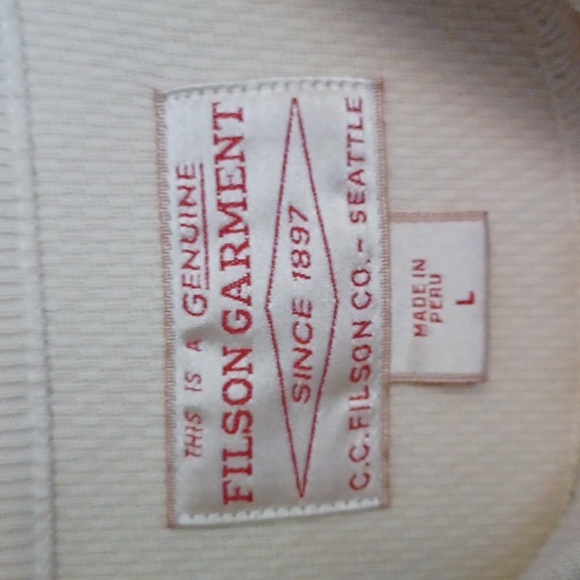 THIS IS A GENUINE
FILSON GARMENT
SINCE 1897
C.C. FILSON CO. ~ SEATTLE
MADE IN
PERU
L